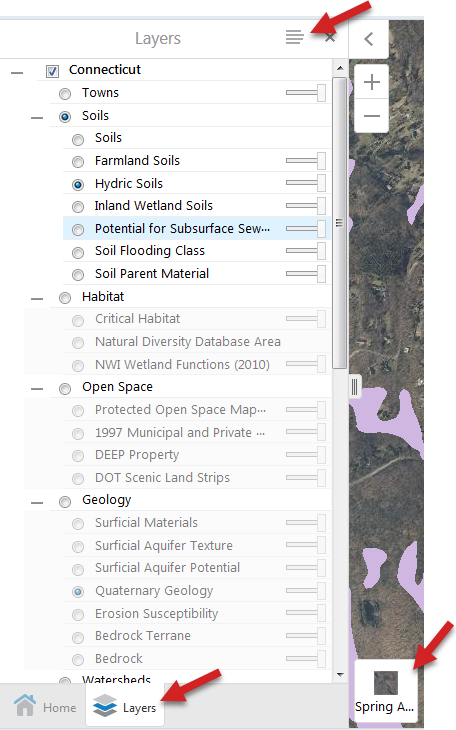 Layers
Connecticut
Towns
Soils
Soils
Farmland Soils
Hydric Soils
Inland Wetland Soils
Potential for Subsurface Sew...
Soil Flooding Class
Soil Parent Material
Habitat
Critical Habitat
Natural Diversity Database Area
NWI Wetland Functions (2010)
Open Space
Protected Open Space Map...
1997 Municipal and Private ...
DEEP Property
DOT Scenic Land Strips
Geology
Surficial Materials
Surficial Aquifer Texture
Surficial Aquifer Potential
Quaternary Geology
Erosion Susceptibility
Bedrock Terrane
Bedrock
Watersheds
Home
Layers
Spring A...